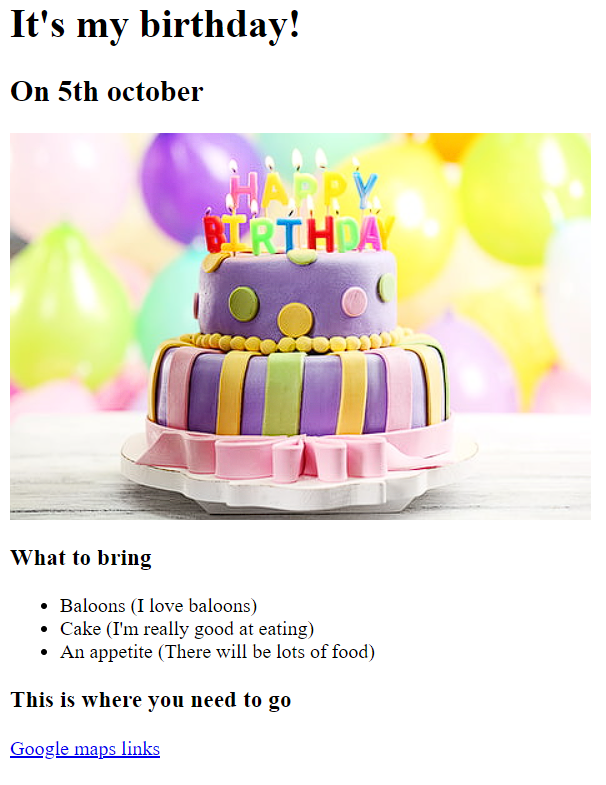 It's my birthday!
On 5th october
HAPPY
BIRTHDAY
What to bring
Baloons (I love baloons)
Cake (I'm really good at eating)
An appetite (There will be lots of food)
This is where you need to go
Google maps links